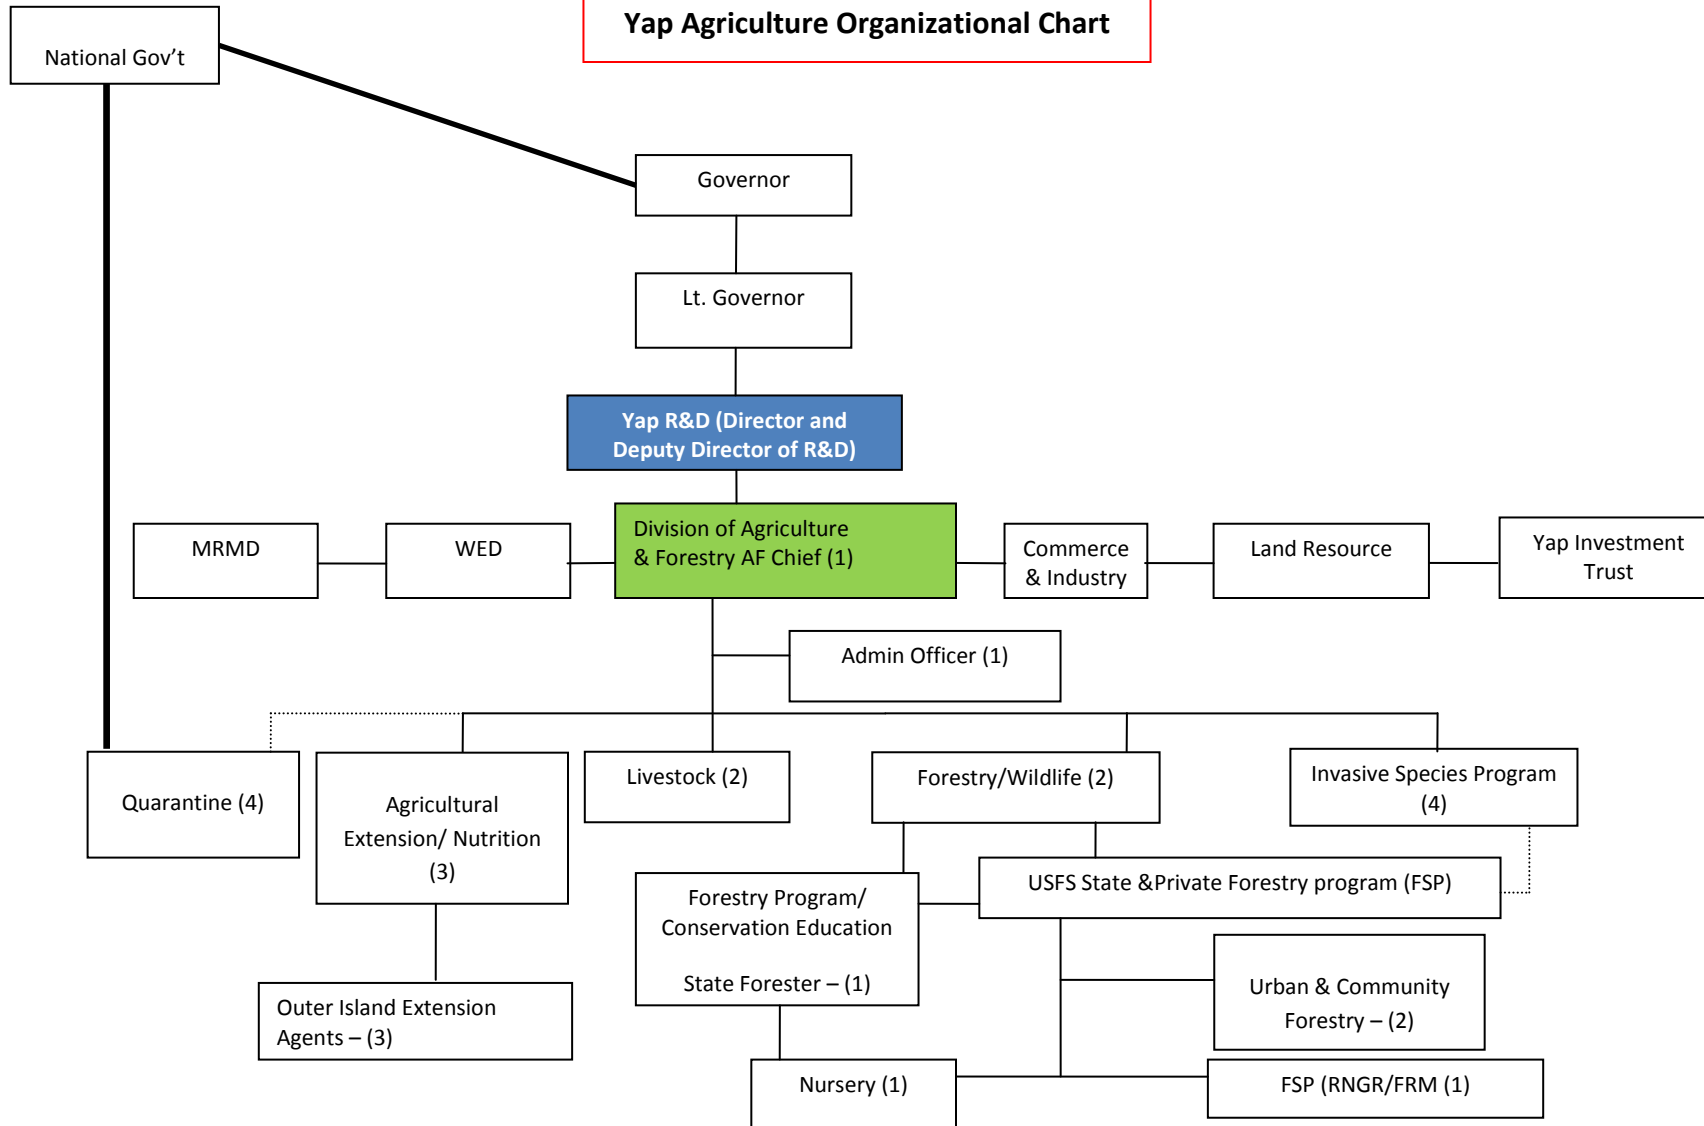 Yap Agriculture Organizational Chart
National Gov’t
Governor
Lt. Governor
Yap R&D (Director and
Deputy Director of R&D)
MRMD
WED
Division of Agriculture
& Forestry AF Chief (1)
Commerce
& Industry
Land Resource
Yap Investment
Trust
Admin Officer (1)
Quarantine (4)
Agricultural
Extension/ Nutrition
(3)
Livestock (2)
Forestry/Wildlife (2)
Invasive Species Program
(4)
Forestry Program/
Conservation Education
State Forester – (1)
USFS State &Private Forestry program (FSP)
Urban & Community
Forestry – (2)
Outer Island Extension
Agents – (3)
Nursery (1)
FSP (RNGR/FRM (1)